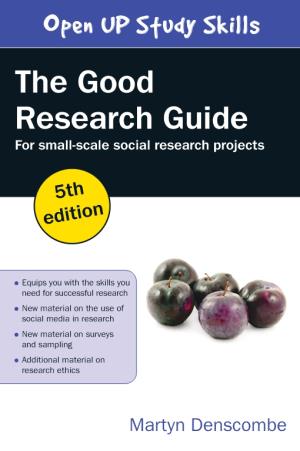 Open UP Study Skills
The Good
Research Guide
For small-scale social research projects
5th
edition
• Equips you with the skills you
need for successful research
• New material on the use of
social media in research
• New material on surveys
and sampling
• Additional material on
research ethics
Martyn Denscombe